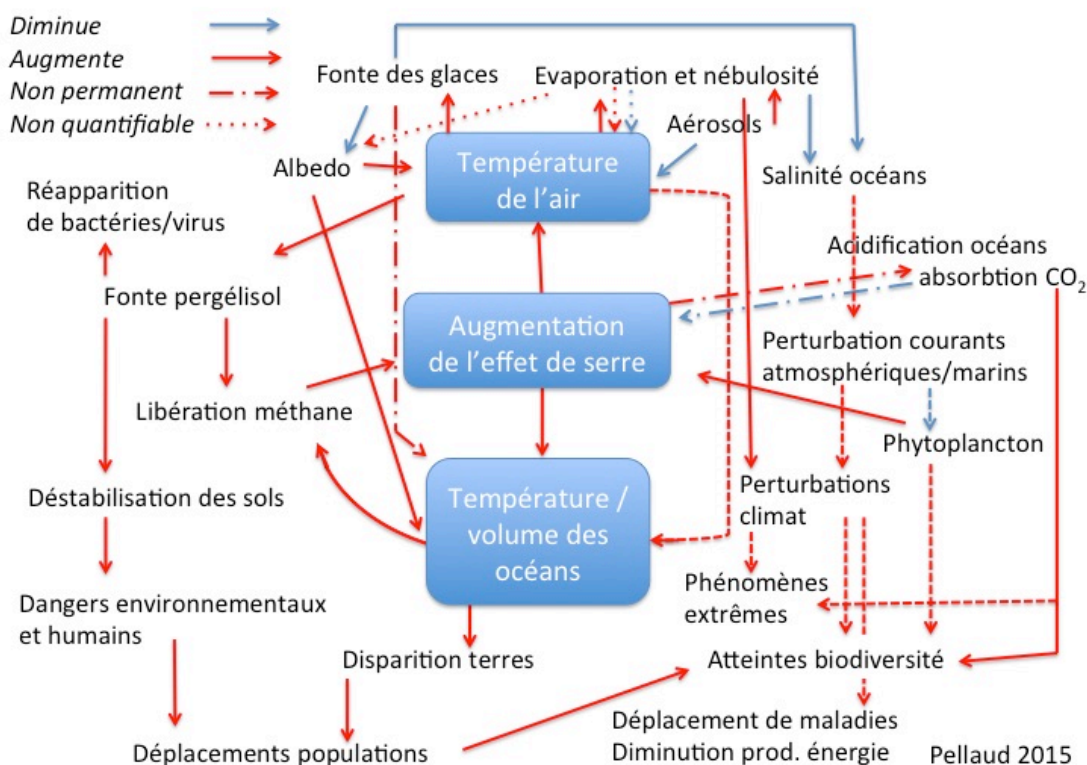 Diminue
Augmente
Non permanent
Non quantifiable
Fonte des glaces
Evaporation et nébulosité
Aérosols
Albedo
Température
de l'air
Salinité océans
Réapparition
de bactéries/virus
Acidification océans
absorbtion CO₂
Fonte pergélisol
Augmentation
de l'effet de serre
Perturbation courants
atmosphériques/marins
Libération méthane
Phytoplancton
Déstabilisation des sols
Température /
volume des
océans
Perturbations
climat
Phénomènes
extrêmes
Dangers environnementaux
et humains
Disparition terres
Atteintes biodiversité
Déplacement de maladies
Diminution prod. énergie
Déplacements populations
Pellaud 2015